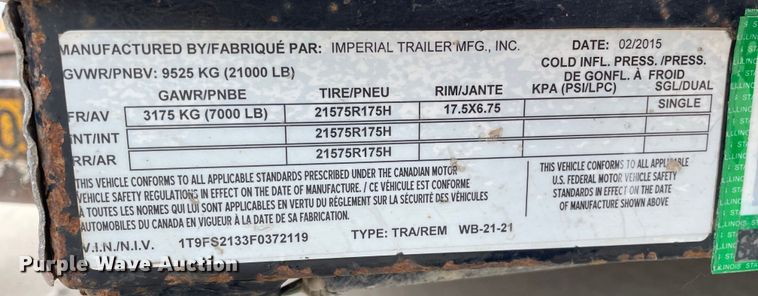 MANUFACTURED BY/FABRIQUÉ PAR: IMPERIAL TRAILER MFG., INC. DATE: 02/2015
GVWR/PNBV: 9525 KG (21000 LB) COLD INFL. PRESS./PRESS.
DE GONFL. À FROID
GAWR/PNBE TIRE/PNEU RIM/JANTE KPA (PSI/LPC) SGL/DUAL
FR/AV 3175 KG (7000 LB) 21575R175H 17.5X6.75 SINGLE
INT/INT 21575R175H
RR/AR 21575R175H
THIS VEHICLE CONFORMS TO ALL APPLICABLE STANDARDS PRESCRIBED UNDER THE CANADIAN MOTOR
VEHICLE SAFETY REGULATIONS IN EFFECT ON THE DATE OF MANUFACTURE. / CE VÉHICULE EST CONFORME
À TOUTES LES NORMES QUI LUI SONT APPLICABLES EN VERTU DU RÈGLEMENT SUR LA SÉCURITÉ DES VÉHICULES
AUTOMOBILES DU CANADA EN VIGUEUR À LA DATE DE SA FABRICATION.
THIS VEHICLE CONFORMS TO ALL APPLICABLE
U.S. FEDERAL MOTOR VEHICLE SAFETY
STANDARDS IN EFFECT ON THE DATE OF
MANUFACTURE.
V.I.N./N.I.V. 1T9FS2133F0372119 TYPE: TRA/REM WB-21-21
Purple Wave Auction